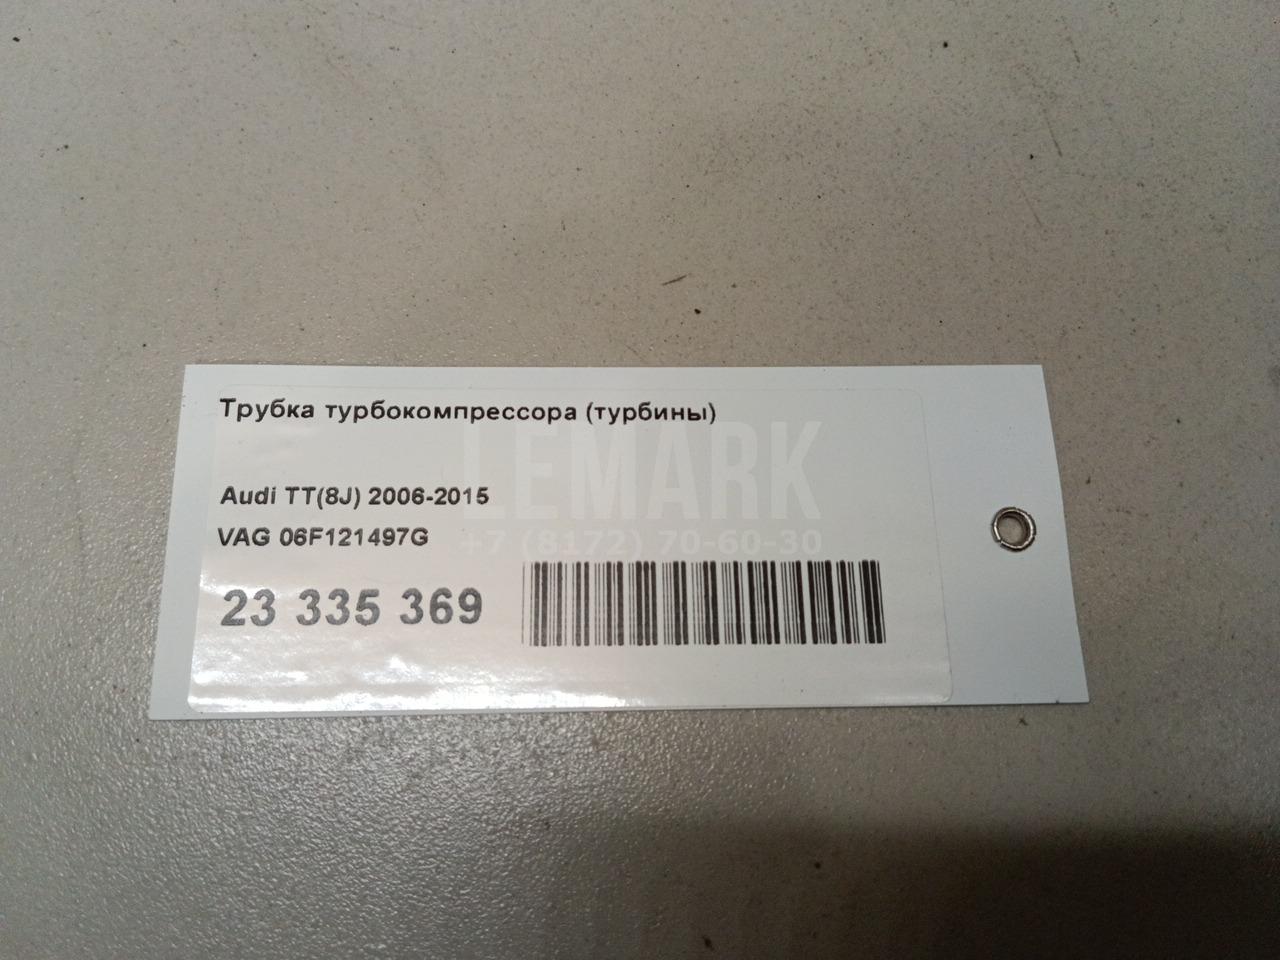 Трубка турбокомпрессора (турбины)
LEMARK
Audi TT(8J) 2006-2015
VAG 06F121497G
+7 (8172) 70-60-30
23 335 369